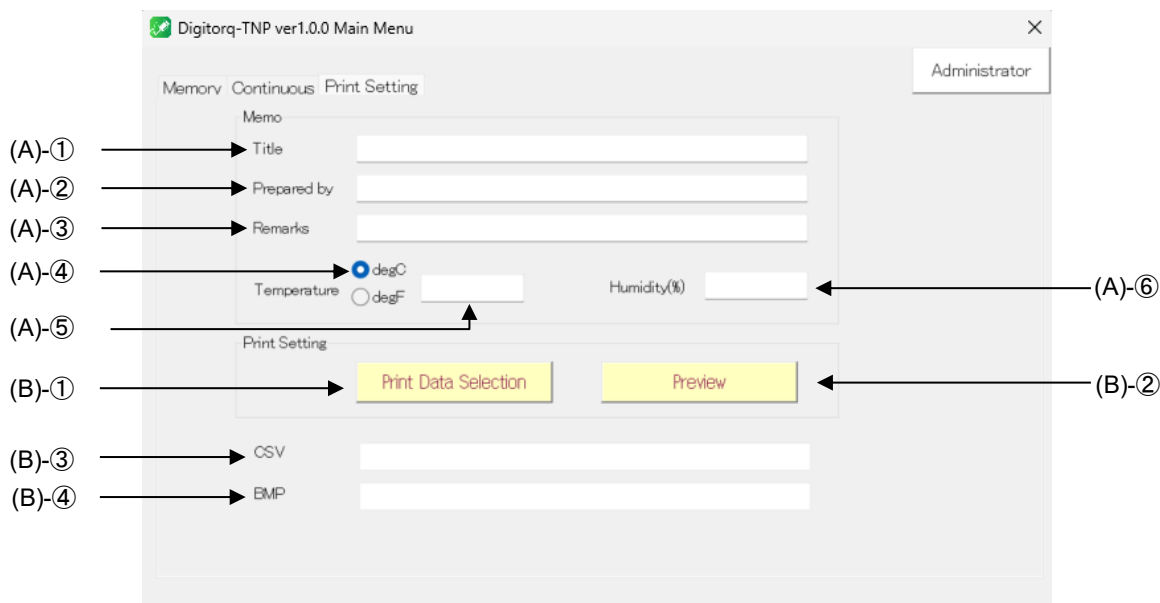 Digitorq-TNP ver1.0.0 Main Menu
Administrator
Memory Continuous Print Setting
Memo
(A)-① Title
(A)-② Prepared by
(A)-③ Remarks
(A)-④ degC
Temperature degF Humidity(%) (A)-⑥
(A)-⑤
Print Setting
(B)-① Print Data Selection Preview (B)-②
(B)-③ CSV
(B)-④ BMP